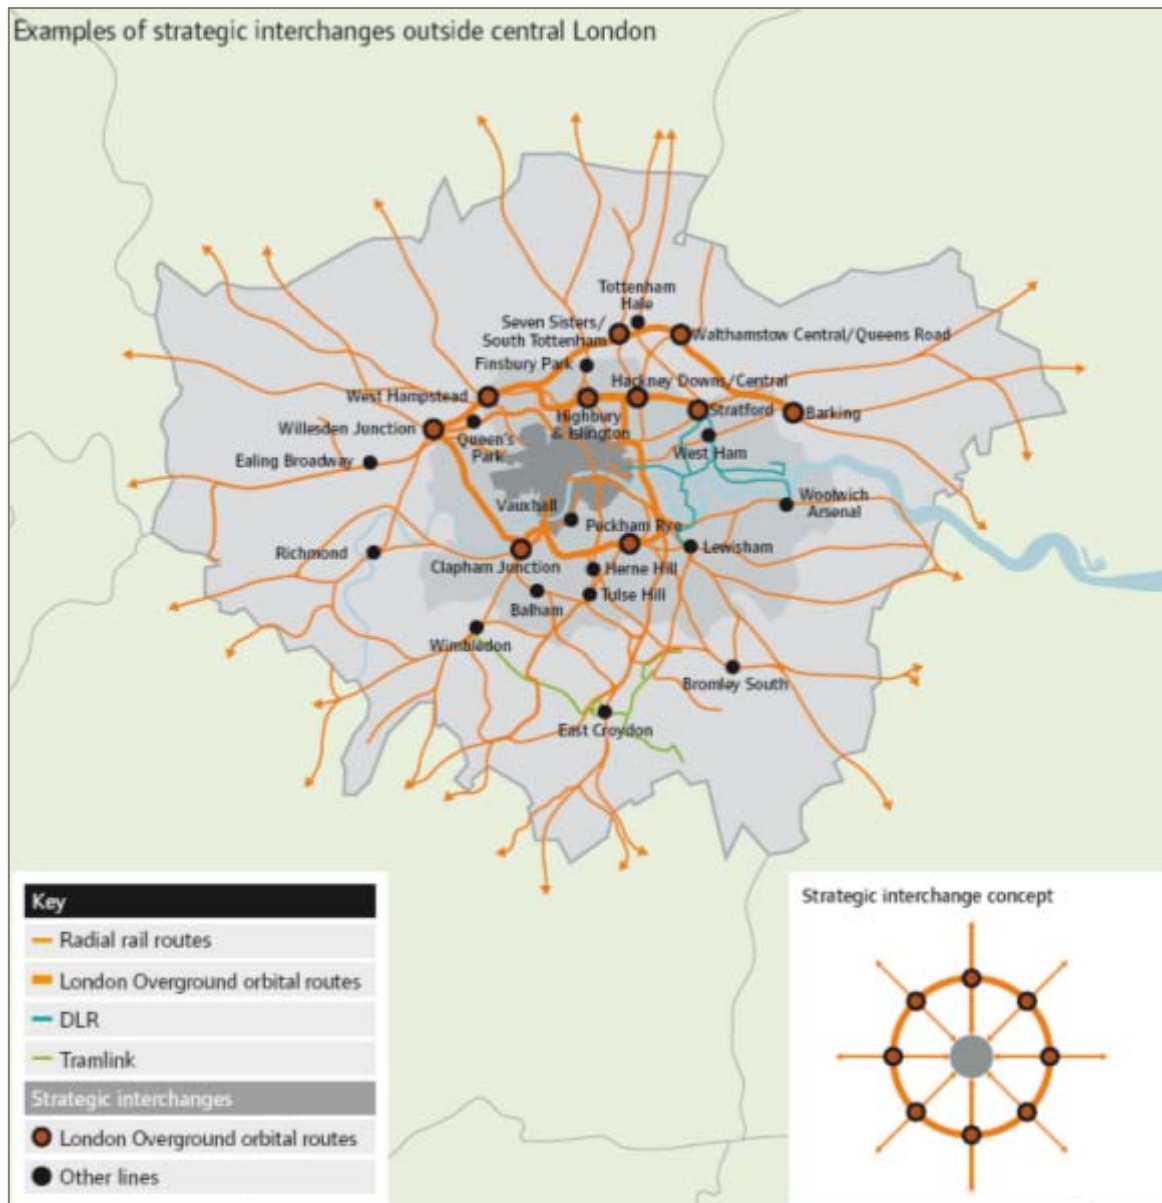 Examples of strategic interchanges outside central London
Tottenham
Hale
Seven Sisters/
South Tottenham
Walthamstow Central/Queens Road
Finsbury Park
Hackney Downs/Central
West Hampstead
Highbury
& Islington
Stratford
Barking
Willesden Junction
Queen's
Park
West Ham
Ealing Broadway
Vauxhall
Woolwich
Arsenal
Peckham Rye
Richmond
Lewisham
Clapham Junction
Herne Hill
Balham
Tulse Hill
Wimbledon
Bromley South
East Croydon
Key
Radial rail routes
London Overground orbital routes
DLR
Tramlink
Strategic interchanges
London Overground orbital routes
Other lines
Strategic interchange concept